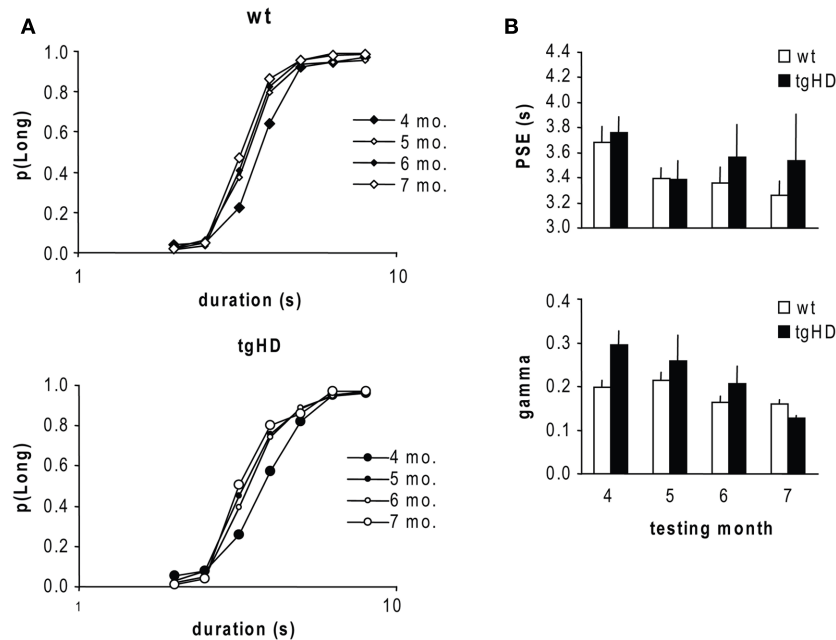 A
wt
p(Long)
1.0
0.8
0.6
0.4
0.2
0.0
1
10
duration (s)
4 mo.
5 mo.
6 mo.
7 mo.
tgHD
p(Long)
1.0
0.8
0.6
0.4
0.2
0.0
1
10
duration (s)
4 mo.
5 mo.
6 mo.
7 mo.
B
PSE (s)
4.4
4.2
4.0
3.8
3.6
3.4
3.2
3.0
wt
tgHD
gamma
0.4
0.3
0.2
0.1
0.0
wt
tgHD
4
5
6
7
testing month